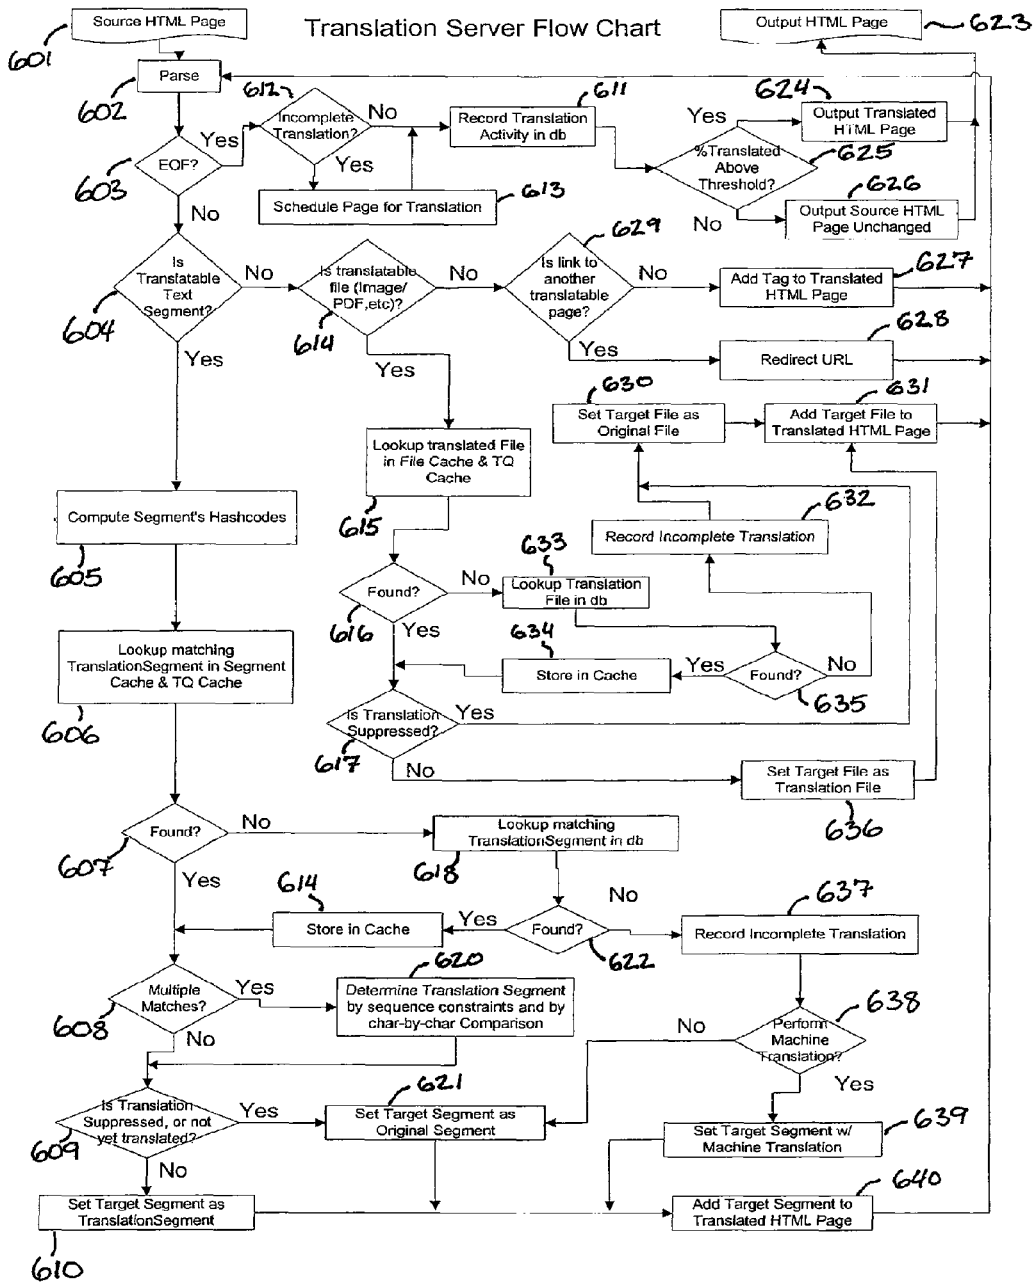 Translation Server Flow Chart
Source HTML Page
601
Output HTML Page
623
Parse
602
EOF?
603
Yes
No
612
Incomplete
Translation?
No
Yes
613
Schedule Page for Translation
611
Record Translation
Activity in db
%Translated
Above
Threshold?
625
Yes
No
624
Output Translated
HTML Page
626
Output Source HTML
Page Unchanged
Is
Translatable
Text
Segment?
604
No
Yes
Is translatable
file (Image/
PDF,etc)?
614
No
Yes
629
Is link to
another
translatable
page?
No
Yes
627
Add Tag to Translated
HTML Page
628
Redirect URL
630
Set Target File as
Original File
631
Add Target File to
Translated HTML Page
Lookup translated File
in File Cache & TQ
Cache
615
Compute Segment's Hashcodes
605
632
Record Incomplete Translation
Found?
616
No
Yes
633
Lookup Translation
File in db
634
Store in Cache
Yes
Found?
No
635
Lookup matching
TranslationSegment in Segment
Cache & TQ Cache
606
Is Translation
Suppressed?
617
Yes
No
Set Target File as
Translation File
636
Found?
607
No
Yes
Lookup matching
TranslationSegment in db
618
614
Store in Cache
Yes
Found?
622
No
637
Record Incomplete Translation
Multiple
Matches?
608
Yes
No
620
Determine Translation Segment
by sequence constraints and by
char-by-char Comparison
638
Perform
Machine
Translation?
No
Yes
Is Translation
Suppressed, or not
yet translated?
609
Yes
No
621
Set Target Segment as
Original Segment
639
Set Target Segment w/
Machine Translation
Set Target Segment as
TranslationSegment
610
640
Add Target Segment to
Translated HTML Page